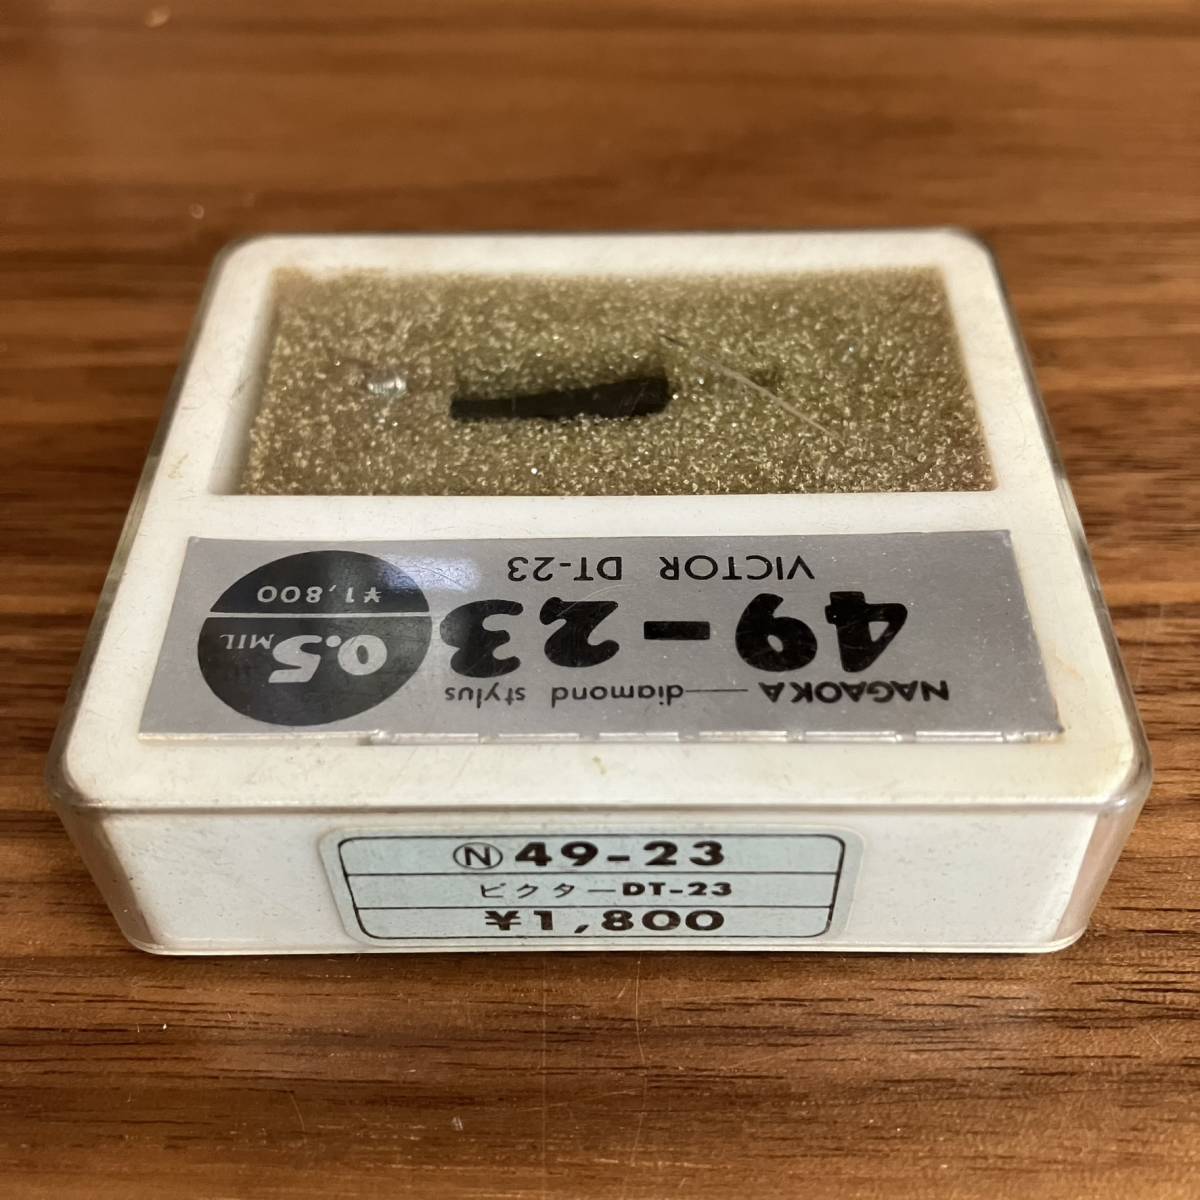 NAGAOKA — diamond stylus
49-23
VICTOR DT-23
0.5 MIL
¥1,800
Ⓝ 49-23
ビクターDT-23
¥1,800